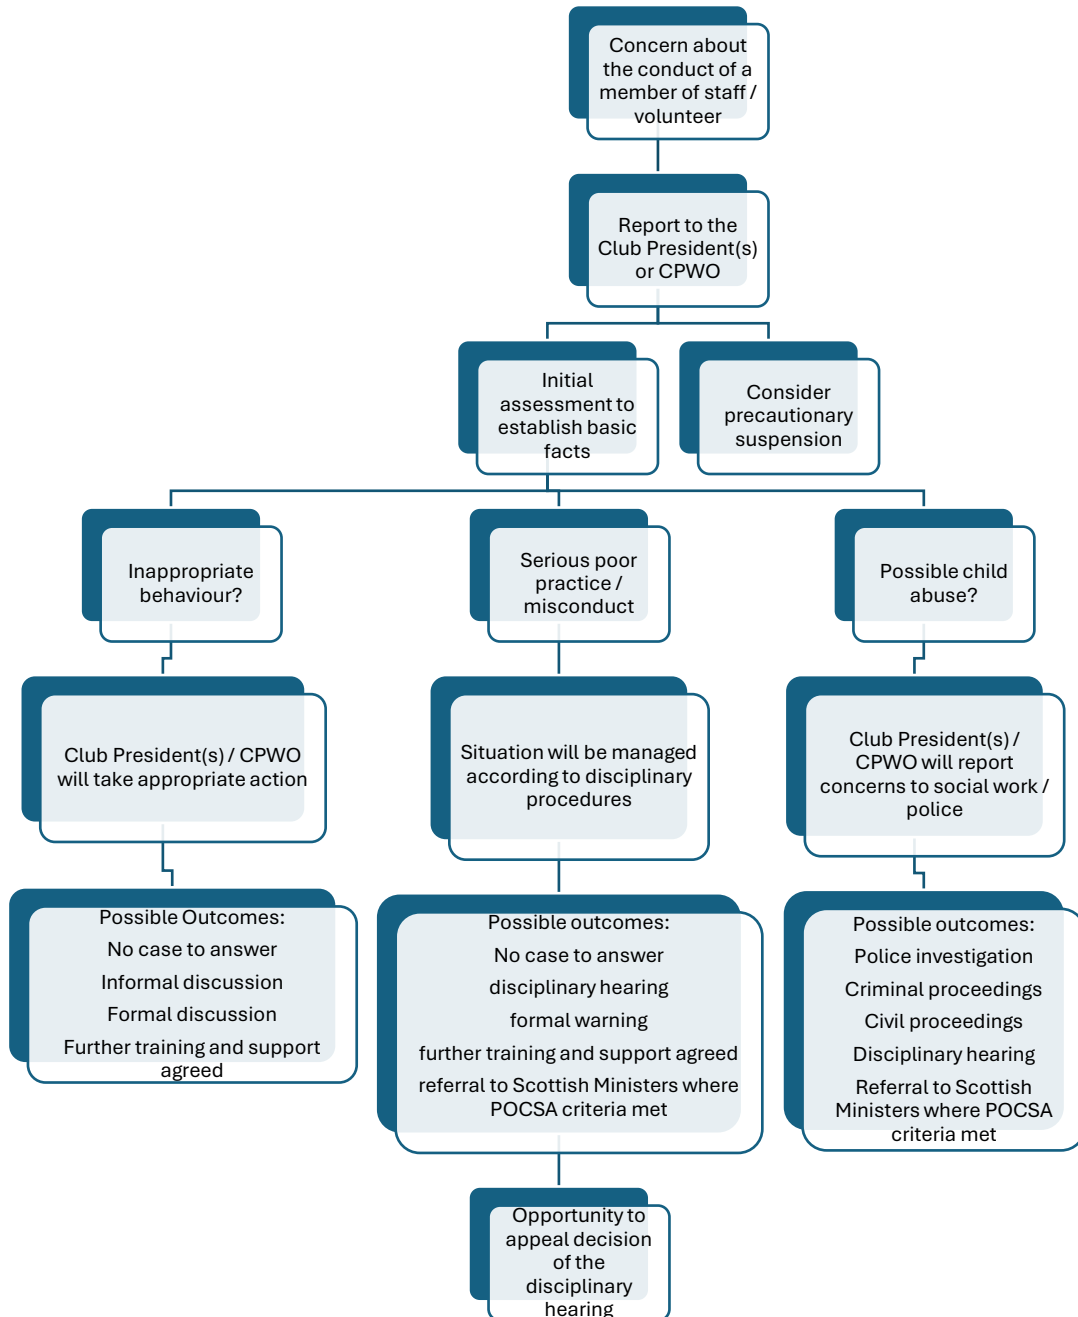 Concern about
the conduct of a
member of staff /
volunteer
Report to the
Club President(s)
or CPWO
Initial
assessment to
establish basic
facts
Consider
precautionary
suspension
Inappropriate
behaviour?
Serious poor
practice /
misconduct
Possible child
abuse?
Club President(s) / CPWO
will take appropriate action
Situation will be managed
according to disciplinary
procedures
Club President(s) /
CPWO will report
concerns to social work /
police
Possible Outcomes:
No case to answer
Informal discussion
Formal discussion
Further training and support
agreed
Possible outcomes:
No case to answer
disciplinary hearing
formal warning
further training and support agreed
referral to Scottish Ministers where
POCSA criteria met
Possible outcomes:
Police investigation
Criminal proceedings
Civil proceedings
Disciplinary hearing
Referral to Scottish
Ministers where POCSA
criteria met
Opportunity to
appeal decision
of the
disciplinary
hearing